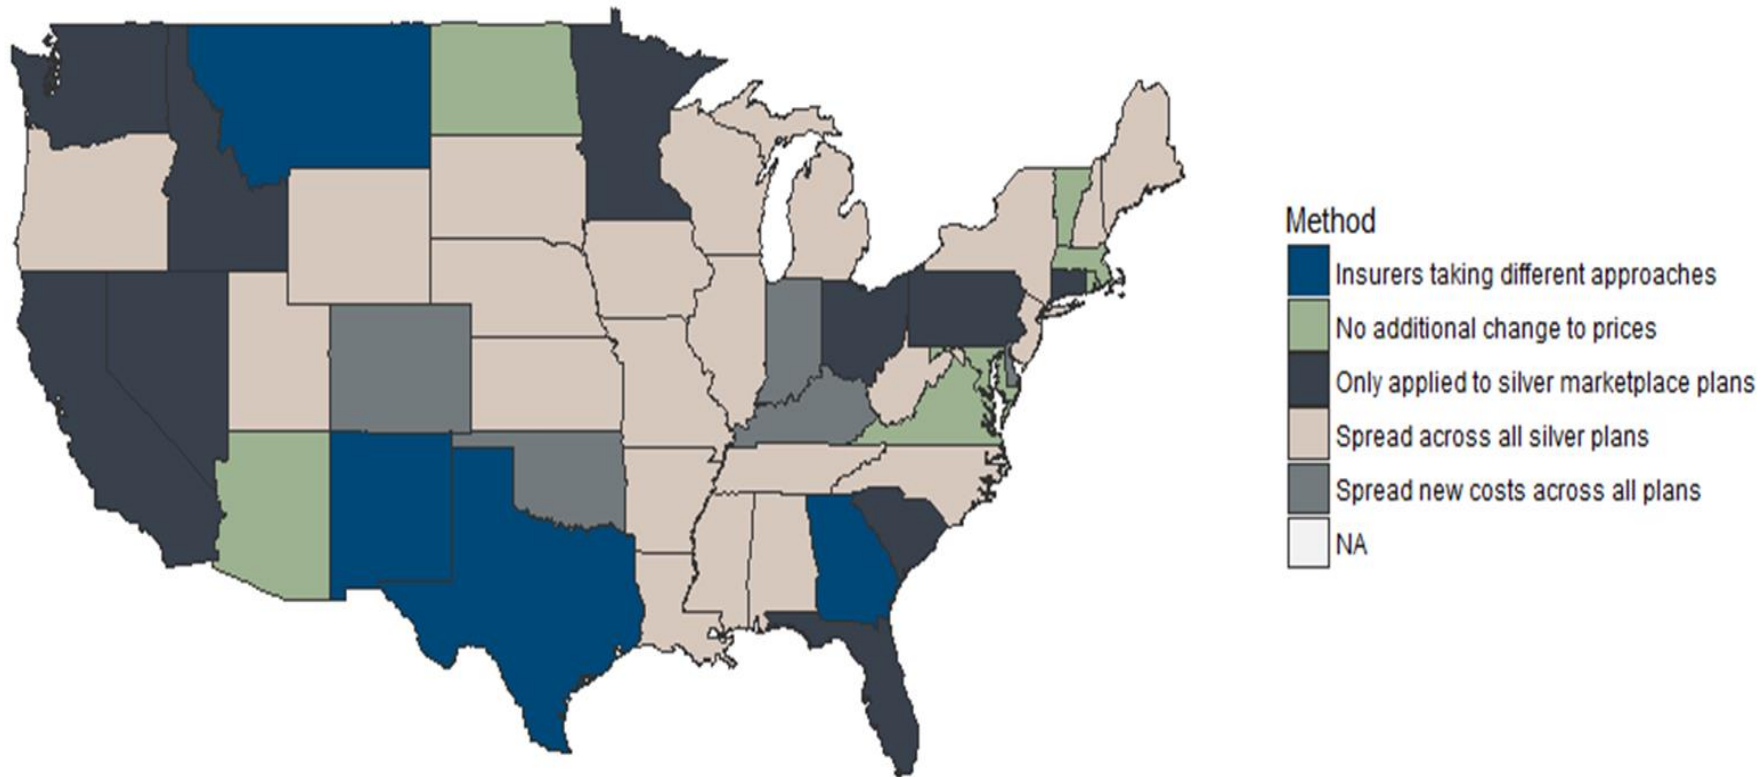 Method
Insurers taking different approaches
No additional change to prices
Only applied to silver marketplace plans
Spread across all silver plans
Spread new costs across all plans
NA